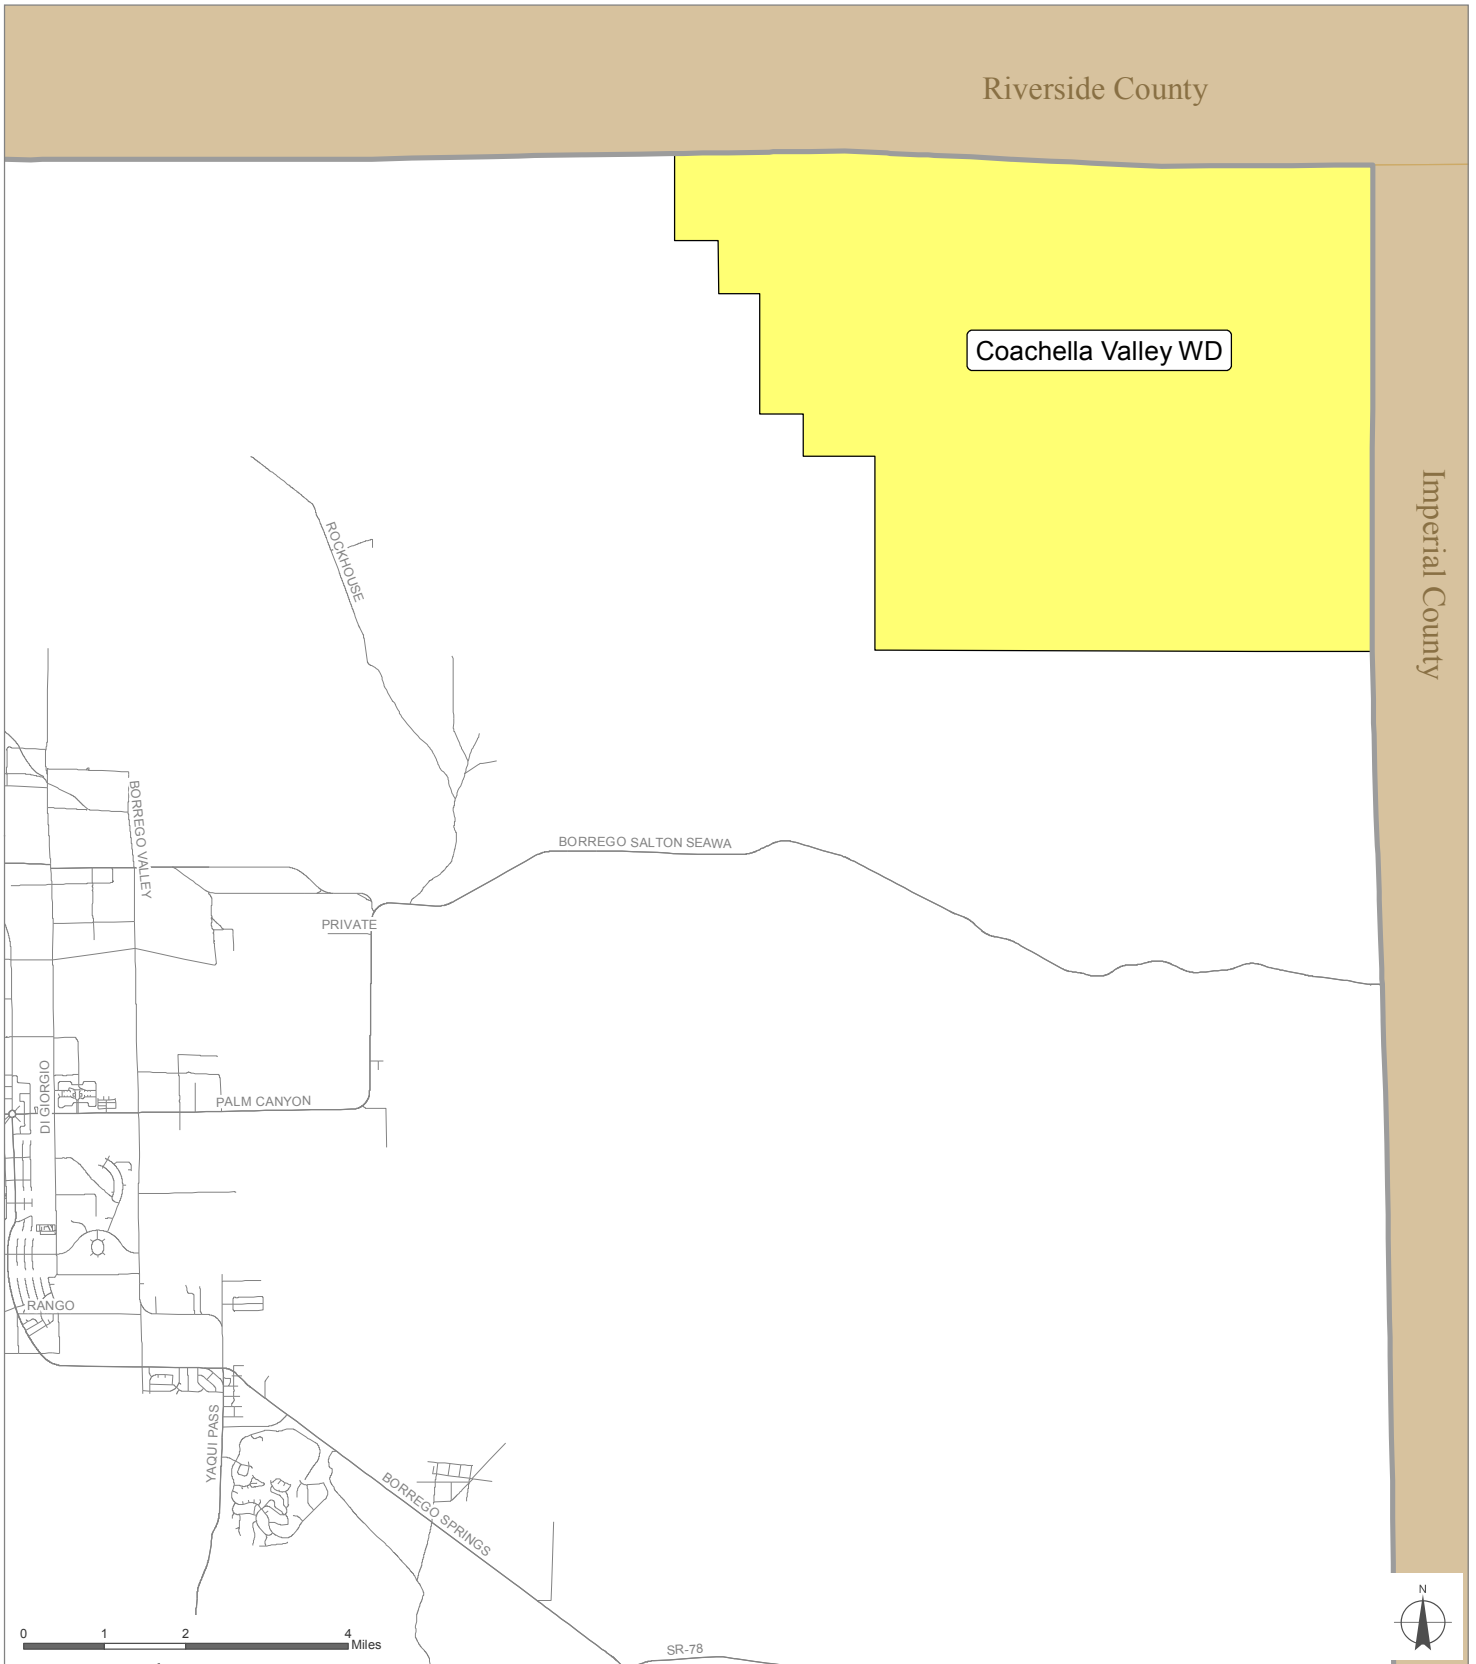 Riverside County
Coachella Valley WD
Imperial County
ROCKHOUSE
BORREGO VALLEY
BORREGO SALTON SEAWA
PRIVATE
DI GIORGIO
PALM CANYON
RANGO
YAQUI PASS
BORREGO SPRINGS
SR-78
0 1 2 4
Miles
N